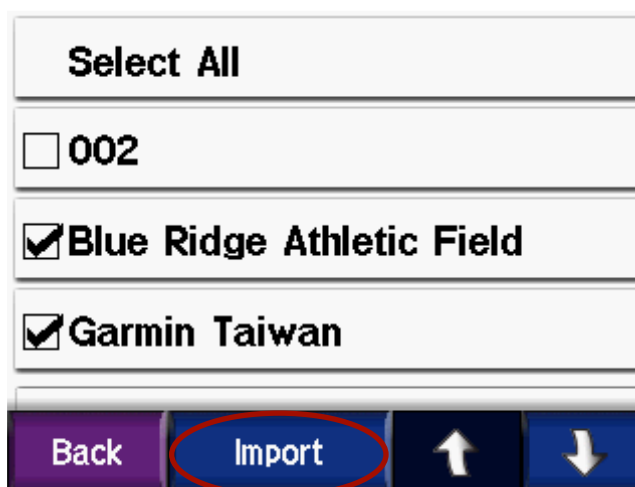 Select All
002
Blue Ridge Athletic Field
Garmin Taiwan
Back Import